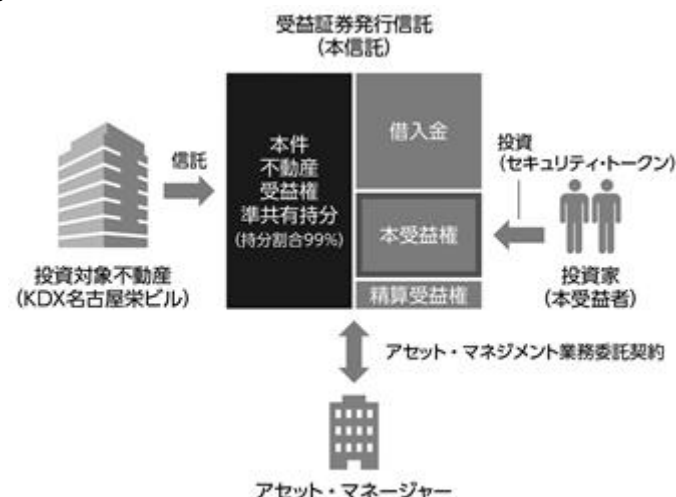 受益証券発行信託
(本信託)
本件
不動産
受益権
準共有持分
(持分割合99%)
借入金
本受益権
精算受益権
信託
投資対象不動産
(KDX名古屋栄ビル)
投資
(セキュリティ・トークン)
投資家
(本受益者)
アセット・マネジメント業務委託契約
アセット・マネージャー